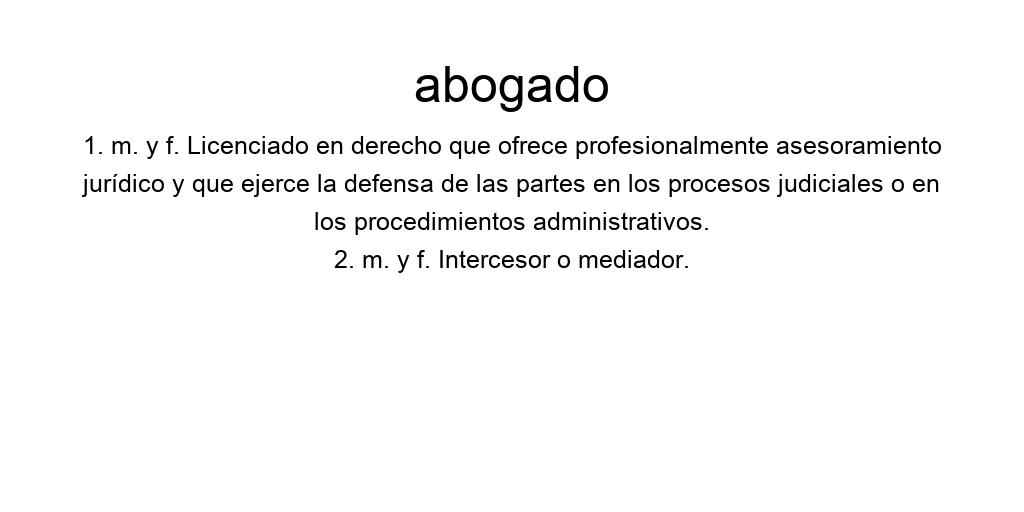 abogado
1. m. y f. Licenciado en derecho que ofrece profesionalmente asesoramiento
jurídico y que ejerce la defensa de las partes en los procesos judiciales o en
los procedimientos administrativos.
2. m. y f. Intercesor o mediador.